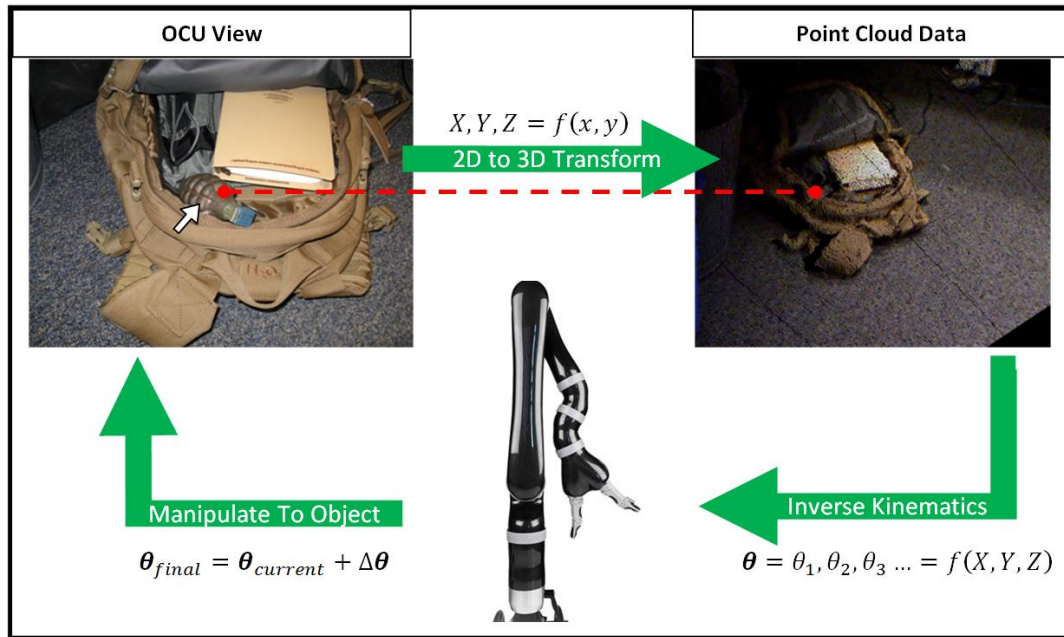 OCU View
Point Cloud Data
X, Y, Z = f(x, y)
2D to 3D Transform
H2O
Manipulate To Object
Inverse Kinematics
θ_final = θ_current + Δθ
θ = θ₁, θ₂, θ₃ … = f(X, Y, Z)